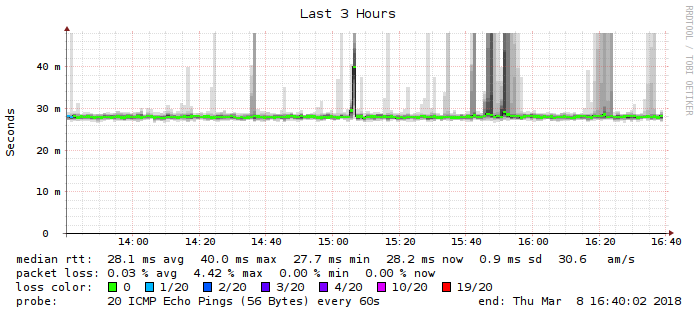 Last 3 Hours
RRDTOOL / TOBI OETIKER
Seconds
40 m
30 m
20 m
10 m
0
14:00 14:20 14:40 15:00 15:20 15:40 16:00 16:20 16:40
median rtt: 28.1 ms avg 40.0 ms max 27.7 ms min 28.2 ms now 0.9 ms sd 30.6 am/s
packet loss: 0.03 % avg 4.42 % max 0.00 % min 0.00 % now
loss color: 0 1/20 2/20 3/20 4/20 10/20 19/20
probe: 20 ICMP Echo Pings (56 Bytes) every 60s end: Thu Mar 8 16:40:02 2018